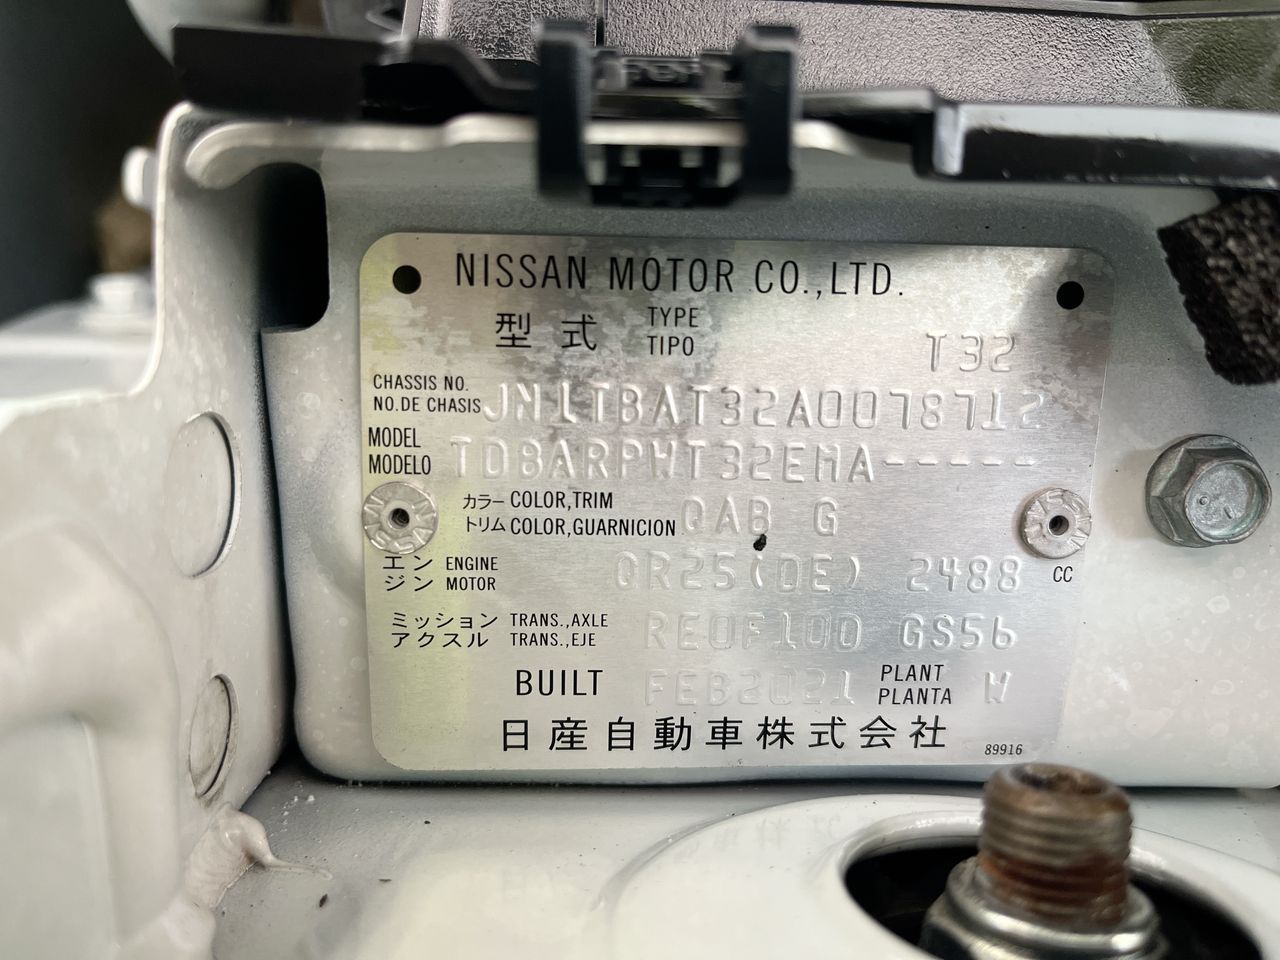 NISSAN MOTOR CO.,LTD.
型式 TYPE TIPO T32
CHASSIS NO. NO.DE CHASIS JN1TBAT32A0078712
MODEL MODELO TDBARPWT32EMA-----
カラー COLOR,TRIM
トリム COLOR,GUARNICION QAB G
エンジン ENGINE MOTOR QR25(DE) 2488 CC
ミッション TRANS.,AXLE
アクスル TRANS.,EJE RE0F10D GS56
BUILT FEB2021 PLANT PLANTA W
日産自動車株式会社 89916